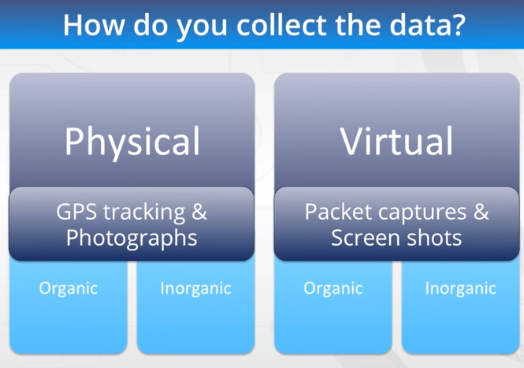 How do you collect the data?
Physical
Virtual
GPS tracking &
Photographs
Packet captures &
Screen shots
Organic
Inorganic
Organic
Inorganic